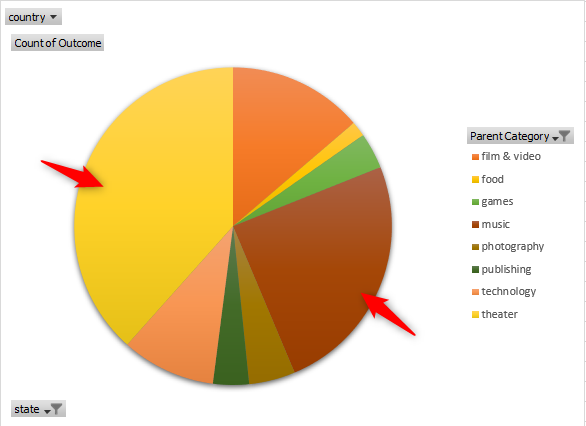 country
Count of Outcome
Parent Category
film & video
food
games
music
photography
publishing
technology
theater
state